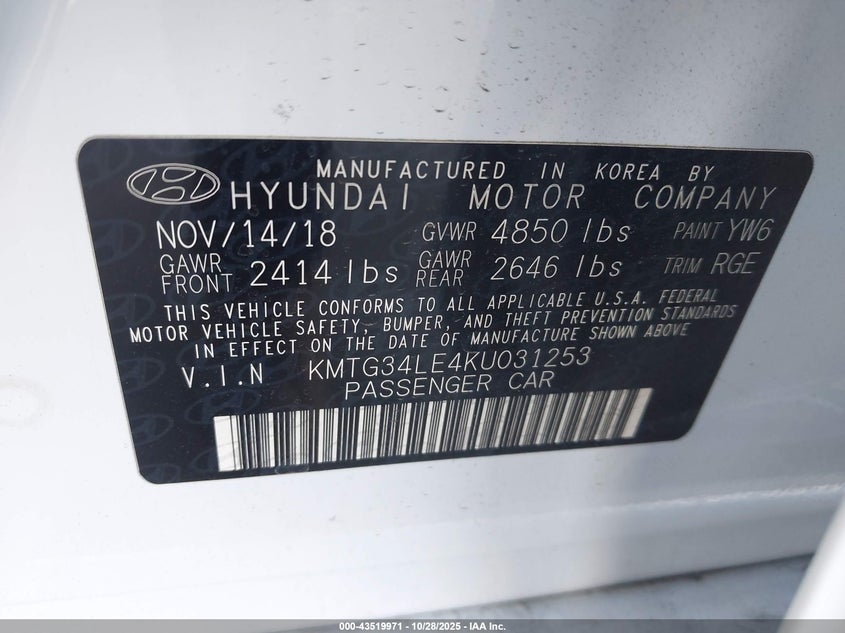 MANUFACTURED IN KOREA BY
HYUNDAI MOTOR COMPANY
NOV/14/18 GVWR 4850 lbs PAINT YW6
GAWR FRONT 2414 lbs GAWR REAR 2646 lbs TRIM RGE
THIS VEHICLE CONFORMS TO ALL APPLICABLE U.S.A. FEDERAL
MOTOR VEHICLE SAFETY, BUMPER, AND THEFT PREVENTION STANDARDS
IN EFFECT ON THE DATE OF MANUFACTURE SHOWN ABOVE
V.I.N KMTG34LE4KU031253
PASSENGER CAR
000-43519971 - 10/28/2025 - IAA Inc.